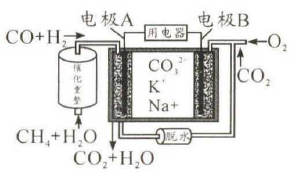 电极A 电极B
用电器
CO+H₂
O₂
CO₃²⁻
K⁺
Na+
CO₂
催化重整
脱水
CH₄+H₂O
CO₂+H₂O